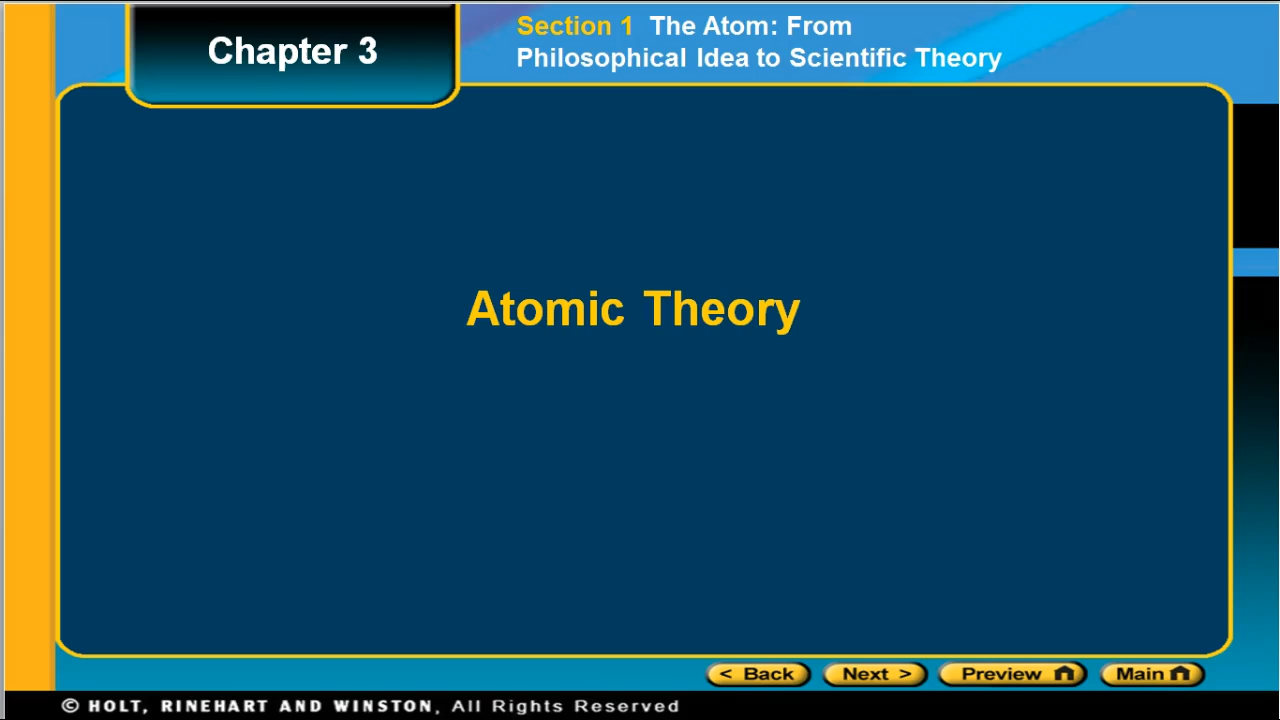 Chapter 3
Section 1 The Atom: From
Philosophical Idea to Scientific Theory
Atomic Theory
< Back
Next >
Preview
Main
© HOLT, RINEHART AND WINSTON, All Rights Reserved